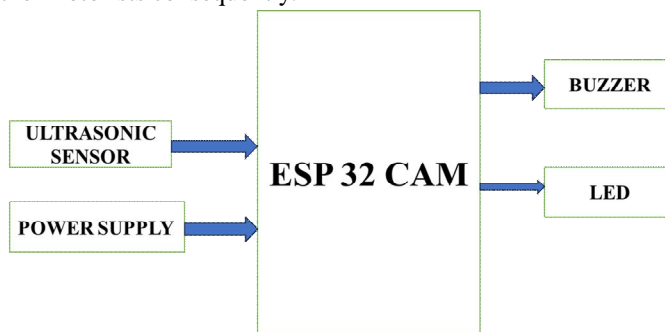 BUZZER
ULTRASONIC
SENSOR
ESP 32 CAM
LED
POWER SUPPLY